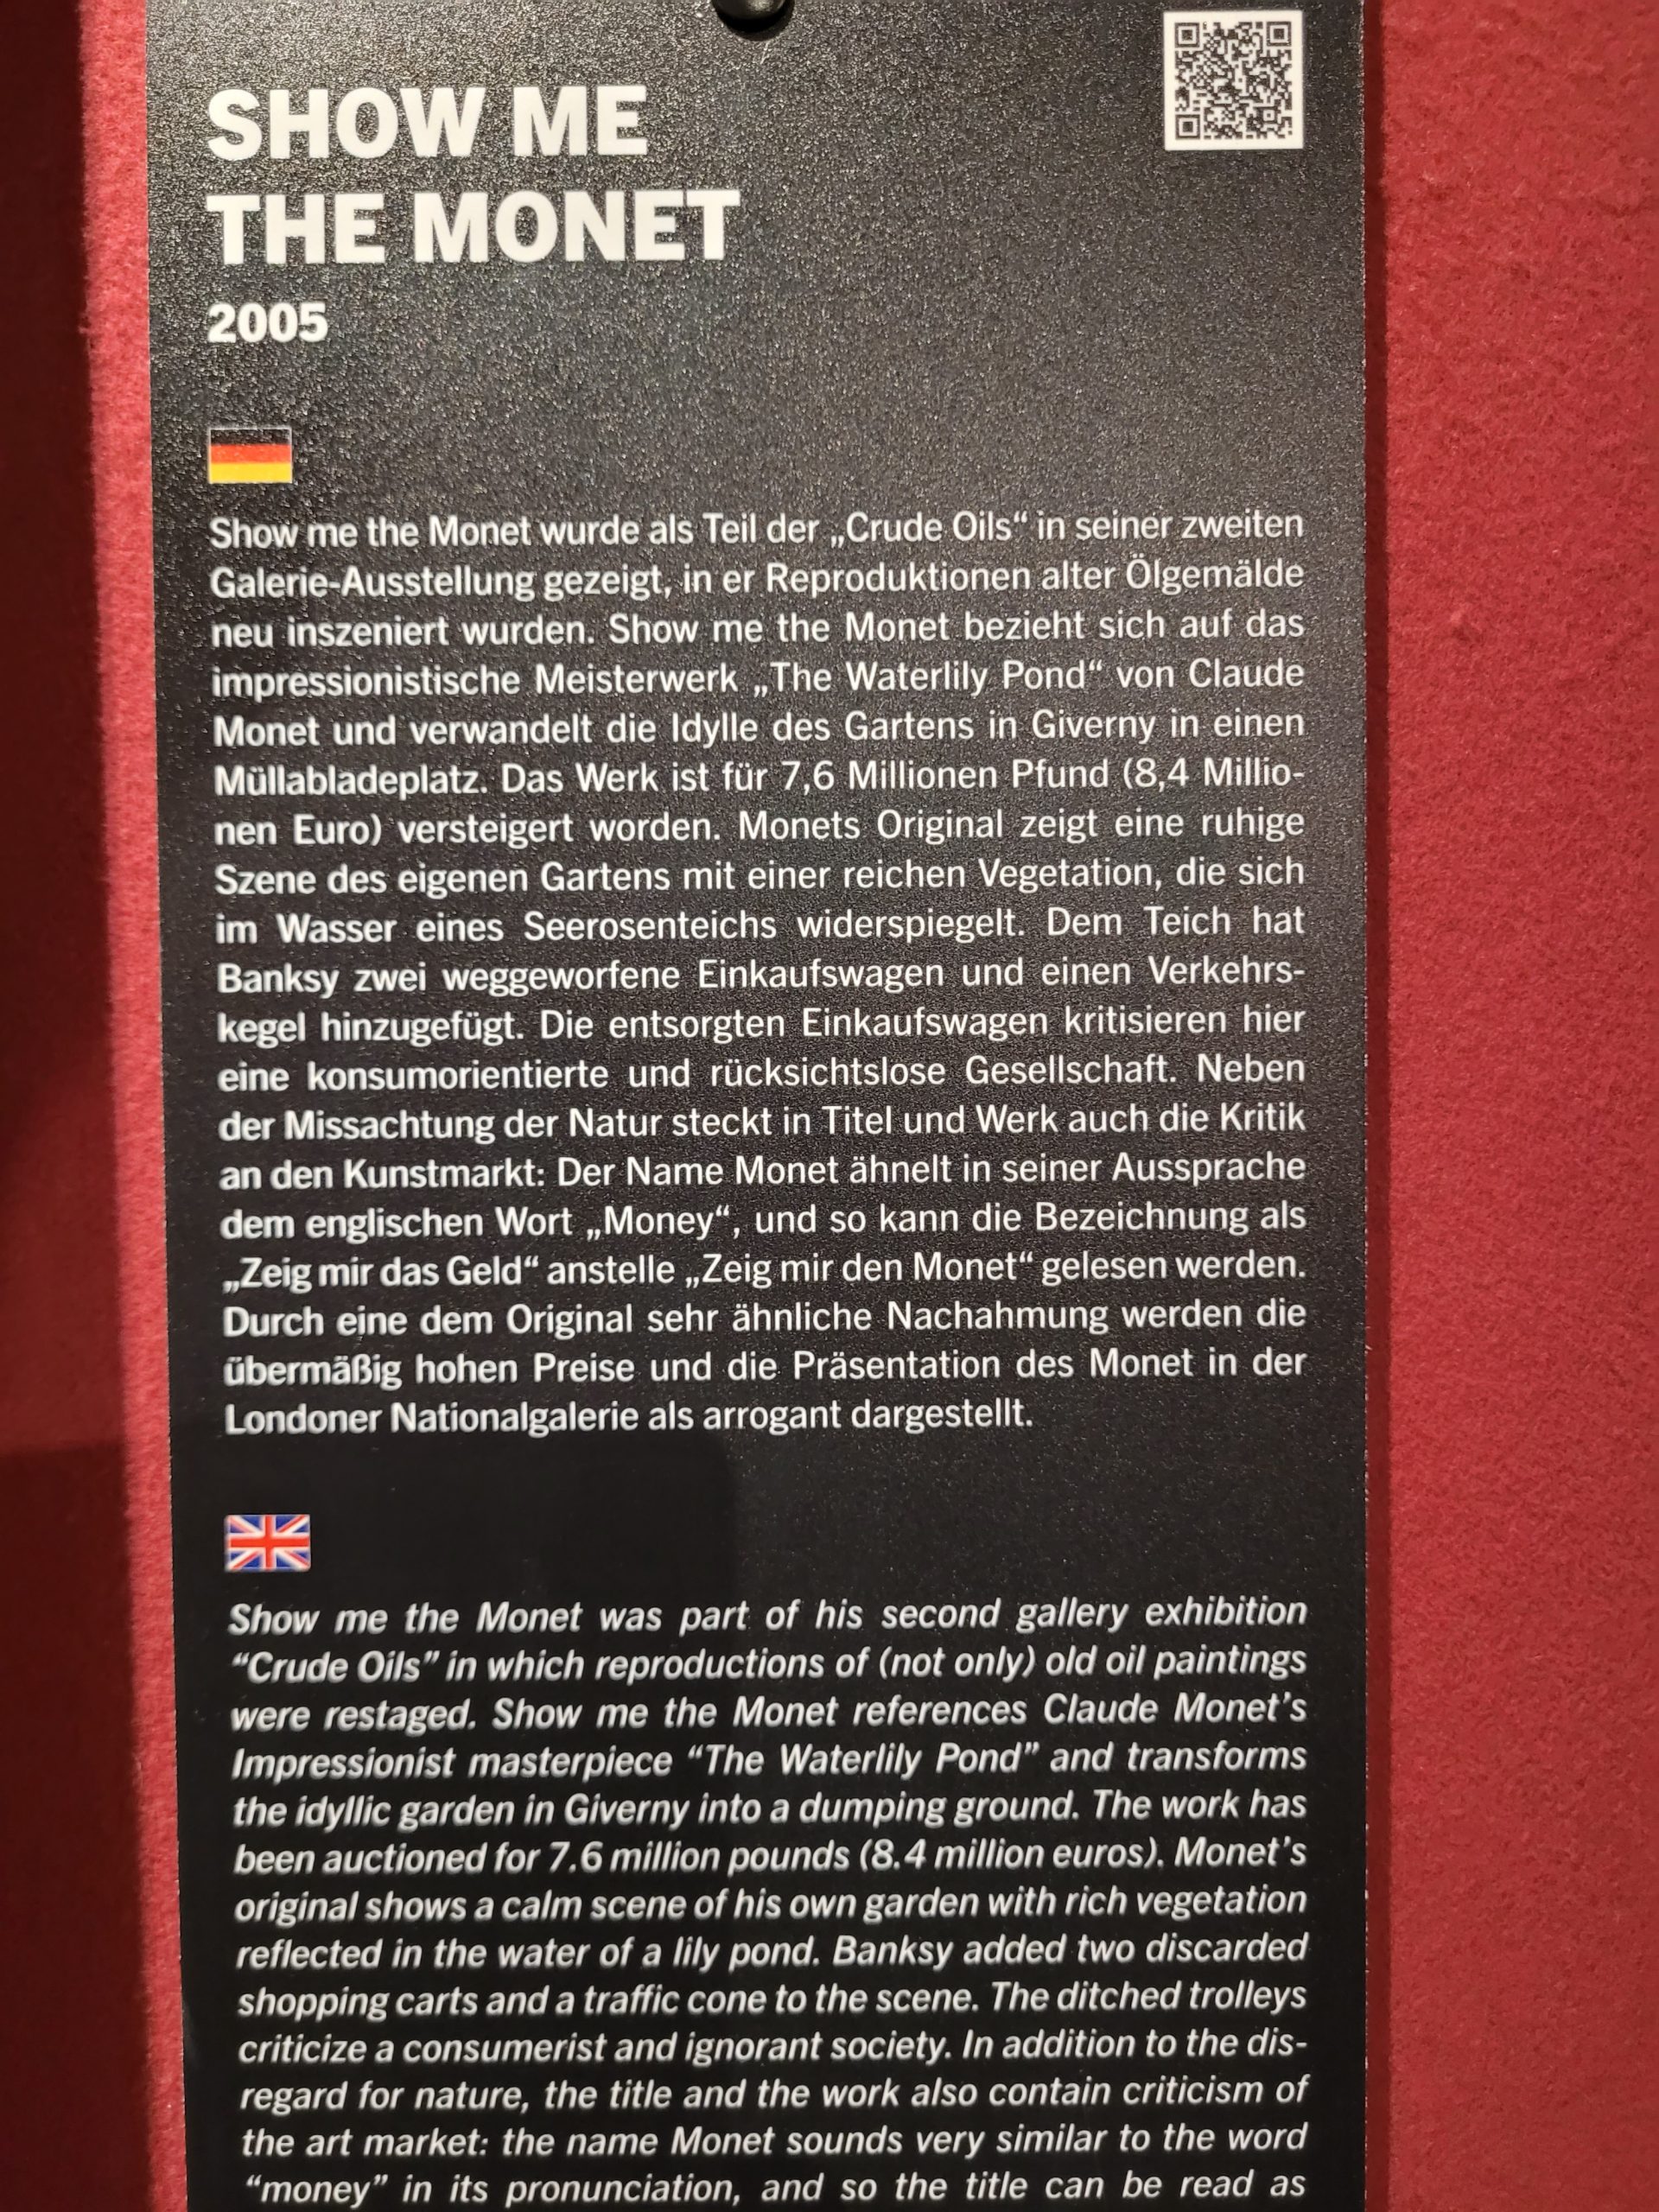 SHOW ME
THE MONET
2005
Show me the Monet wurde als Teil der „Crude Oils“ in seiner zweiten
Galerie-Ausstellung gezeigt, in er Reproduktionen alter Ölgemälde
neu inszeniert wurden. Show me the Monet bezieht sich auf das
impressionistische Meisterwerk „The Waterlily Pond“ von Claude
Monet und verwandelt die Idylle des Gartens in Giverny in einen
Müllabladeplatz. Das Werk ist für 7,6 Millionen Pfund (8,4 Millio-
nen Euro) versteigert worden. Monets Original zeigt eine ruhige
Szene des eigenen Gartens mit einer reichen Vegetation, die sich
im Wasser eines Seerosenteichs widerspiegelt. Dem Teich hat
Banksy zwei weggeworfene Einkaufswagen und einen Verkehrs-
kegel hinzugefügt. Die entsorgten Einkaufswagen kritisieren hier
eine konsumorientierte und rücksichtslose Gesellschaft. Neben
der Missachtung der Natur steckt in Titel und Werk auch die Kritik
an den Kunstmarkt: Der Name Monet ähnelt in seiner Aussprache
dem englischen Wort „Money“, und so kann die Bezeichnung als
„Zeig mir das Geld“ anstelle „Zeig mir den Monet“ gelesen werden.
Durch eine dem Original sehr ähnliche Nachahmung werden die
übermäßig hohen Preise und die Präsentation des Monet in der
Londoner Nationalgalerie als arrogant dargestellt.
Show me the Monet was part of his second gallery exhibition
“Crude Oils” in which reproductions of (not only) old oil paintings
were restaged. Show me the Monet references Claude Monet’s
Impressionist masterpiece “The Waterlily Pond” and transforms
the idyllic garden in Giverny into a dumping ground. The work has
been auctioned for 7.6 million pounds (8.4 million euros). Monet’s
original shows a calm scene of his own garden with rich vegetation
reflected in the water of a lily pond. Banksy added two discarded
shopping carts and a traffic cone to the scene. The ditched trolleys
criticize a consumerist and ignorant society. In addition to the dis-
regard for nature, the title and the work also contain criticism of
the art market: the name Monet sounds very similar to the word
“money” in its pronunciation, and so the title can be read as